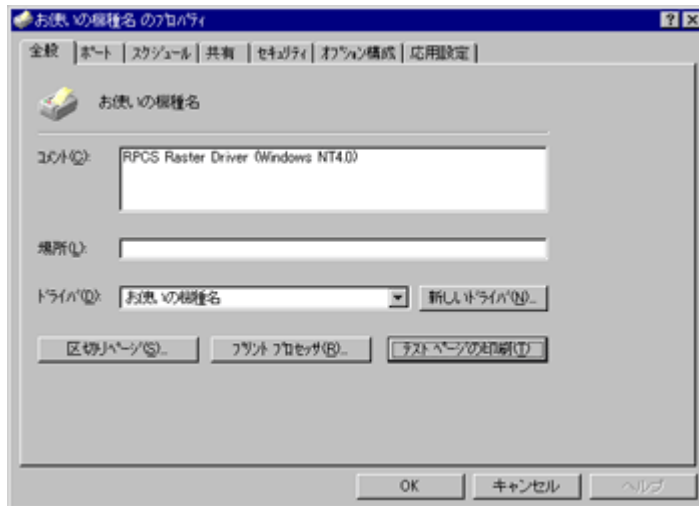 お使いの機種名 のプロパティ
全般 ポート スケジュール 共有 セキュリティ オプション構成 応用設定
お使いの機種名
コメント(C): RPCS Raster Driver (Windows NT4.0)
場所(L):
ドライバ(D): お使いの機種名 新しいドライバ(N)...
区切りページ(S)... プリント プロセッサ(R)... テスト ページの印刷(T)
OK キャンセル ヘルプ